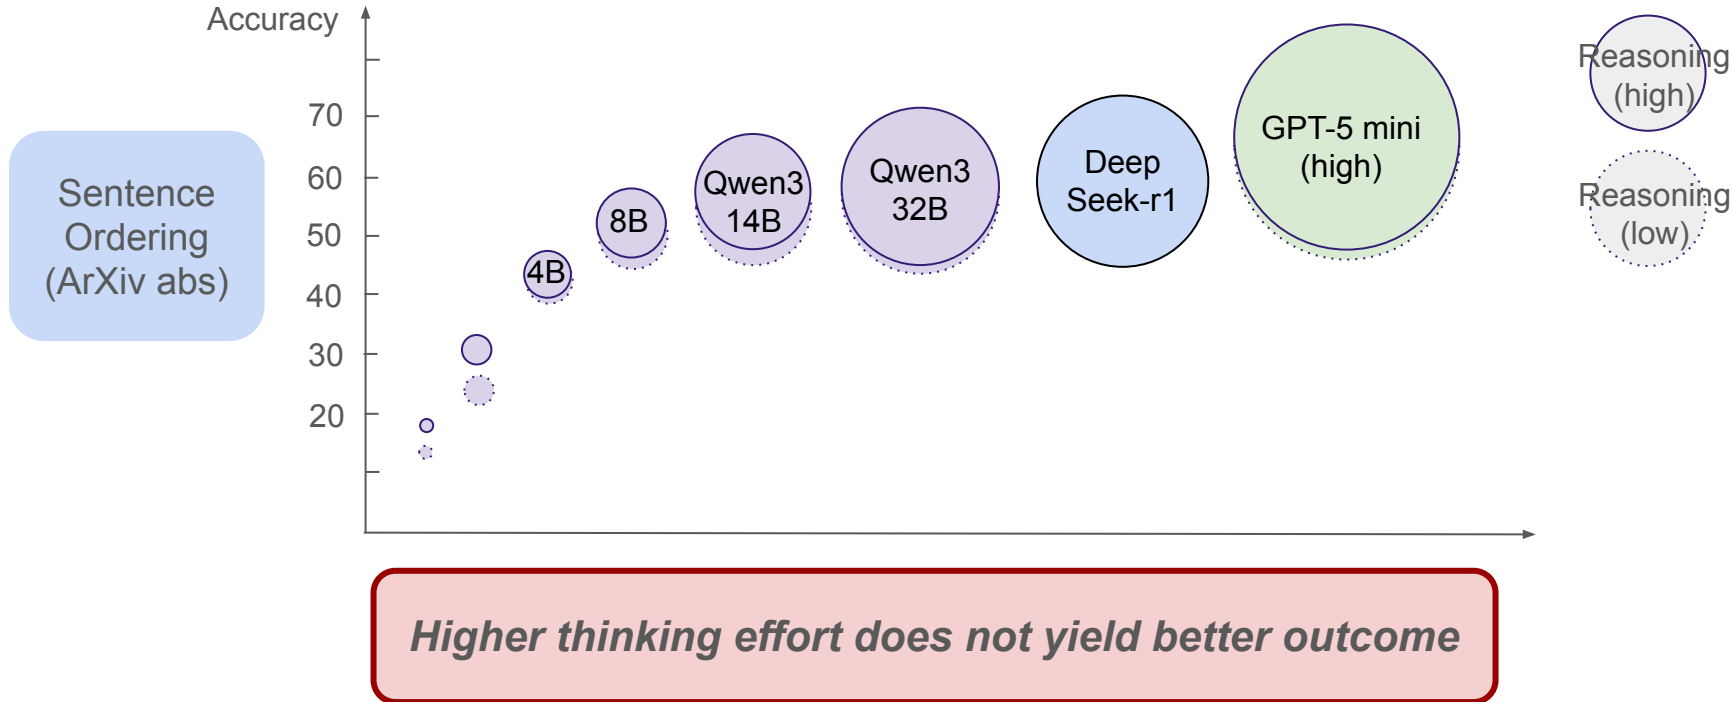 Accuracy
70
60
50
40
30
20
Sentence
Ordering
(ArXiv abs)
4B
8B
Qwen3
14B
Qwen3
32B
Deep
Seek-r1
GPT-5 mini
(high)
Reasoning
(high)
Reasoning
(low)
Higher thinking effort does not yield better outcome